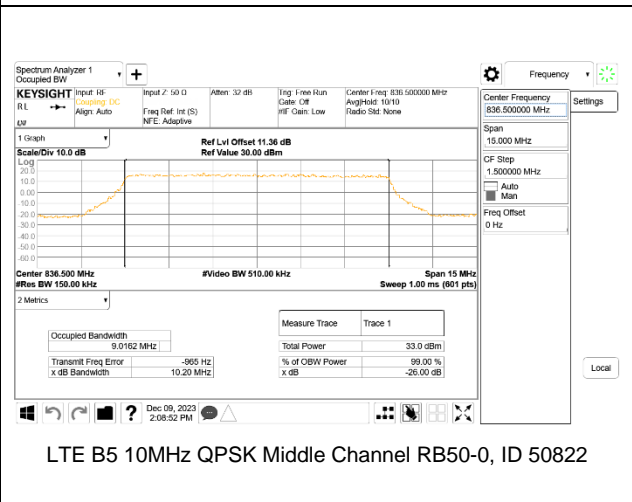 Spectrum Analyzer 1
Occupied BW
Frequency
KEYSIGHT
Input: RF
Input Z: 50 Ω
Atten: 32 dB
Trig: Free Run
Center Freq: 836.500000 MHz
RL
Coupling: DC
Gate: Off
Avg|Hold: 10/10
Align: Auto
Freq Ref: Int (S)
#IF Gain: Low
Radio Std: None
NFE: Adaptive
Center Frequency
836.500000 MHz
Settings
Span
15.000 MHz
CF Step
1.500000 MHz
Auto
Man
Freq Offset
0 Hz
1 Graph
Ref Lvl Offset 11.36 dB
Scale/Div 10.0 dB
Ref Value 30.00 dBm
Log
20.0
10.0
0.00
-10.0
-20.0
-30.0
-40.0
-50.0
-60.0
Center 836.500 MHz
#Video BW 510.00 kHz
Span 15 MHz
#Res BW 150.00 kHz
Sweep 1.00 ms (601 pts)
2 Metrics
Measure Trace
Trace 1
Occupied Bandwidth
9.0162 MHz
Total Power
33.0 dBm
Transmit Freq Error
-965 Hz
% of OBW Power
99.00 %
x dB Bandwidth
10.20 MHz
x dB
-26.00 dB
Local
?
Dec 09, 2023
2:08:52 PM
LTE B5 10MHz QPSK Middle Channel RB50-0, ID 50822